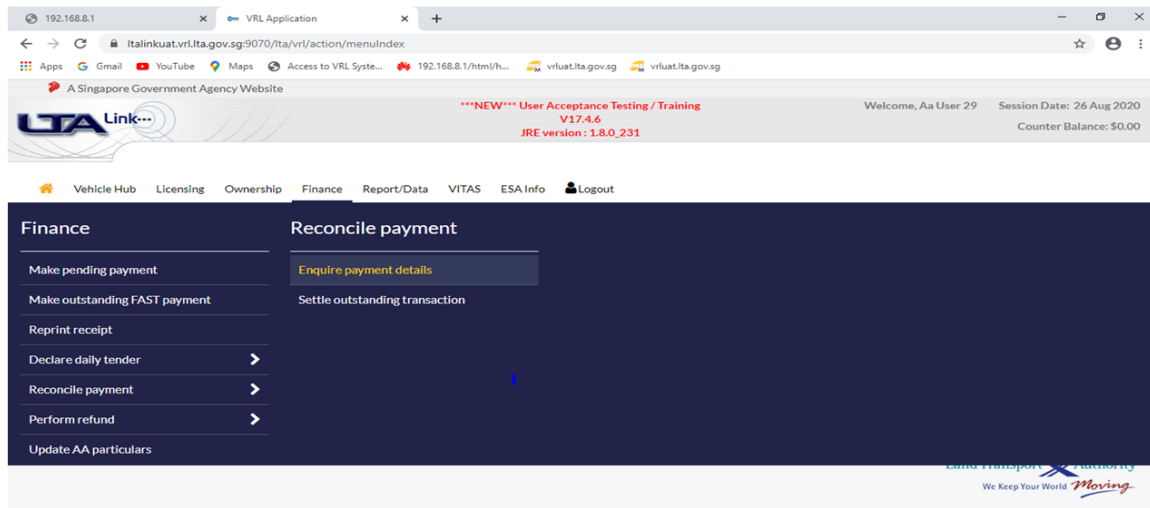 192.168.8.1
VRL Application
ltalinkuat.vrl.lta.gov.sg:9070/lta/vrl/action/menuIndex
Apps Gmail YouTube Maps Access to VRL Syste... 192.168.8.1/html/h... vrluat.lta.gov.sg vrluat.lta.gov.sg
A Singapore Government Agency Website
LTA Link
***NEW*** User Acceptance Testing / Training
V17.4.6
JRE version : 1.8.0_231
Welcome, Aa User 29 Session Date: 26 Aug 2020
Counter Balance: $0.00
Vehicle Hub Licensing Ownership Finance Report/Data VITAS ESA Info Logout
Finance
Make pending payment
Make outstanding FAST payment
Reprint receipt
Declare daily tender
Reconcile payment
Perform refund
Update AA particulars
Reconcile payment
Enquire payment details
Settle outstanding transaction
Land Transport Authority
We Keep Your World Moving